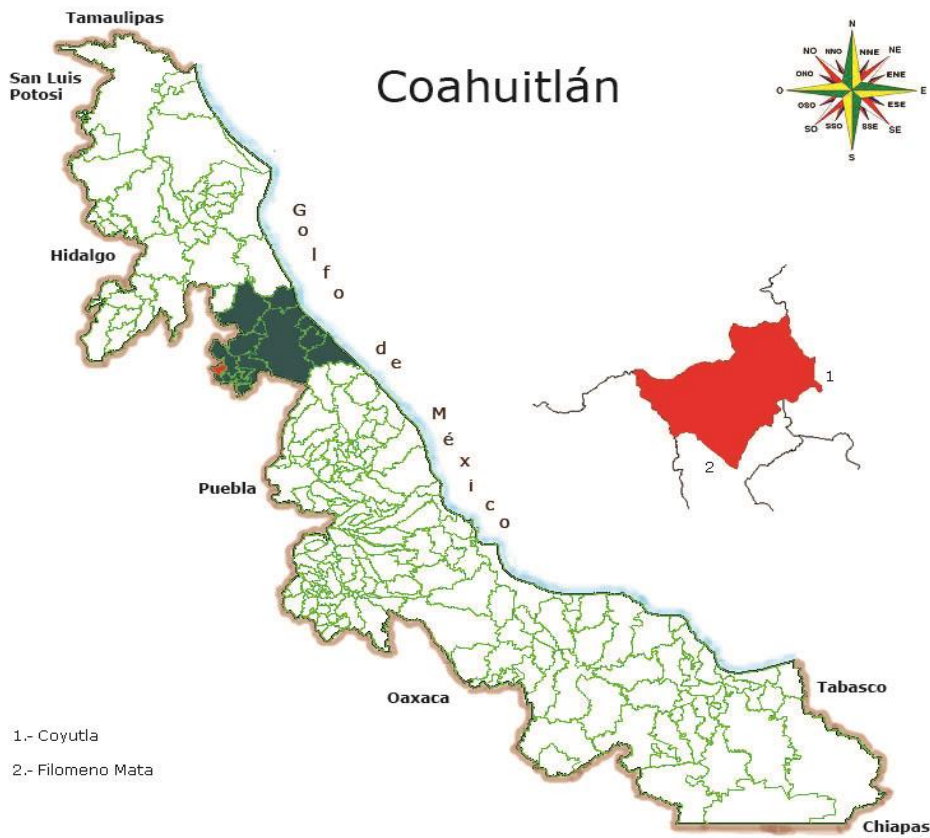 Tamaulipas
San Luis
Potosi
Coahuitlán
N
NNO
NNE
NO
NE
ONO
ENE
O
E
OSO
ESE
SO
SSO
SSE
SE
S
Golfo de México
Hidalgo
1
2
Puebla
Oaxaca
Tabasco
Chiapas
1.- Coyutla
2.- Filomeno Mata